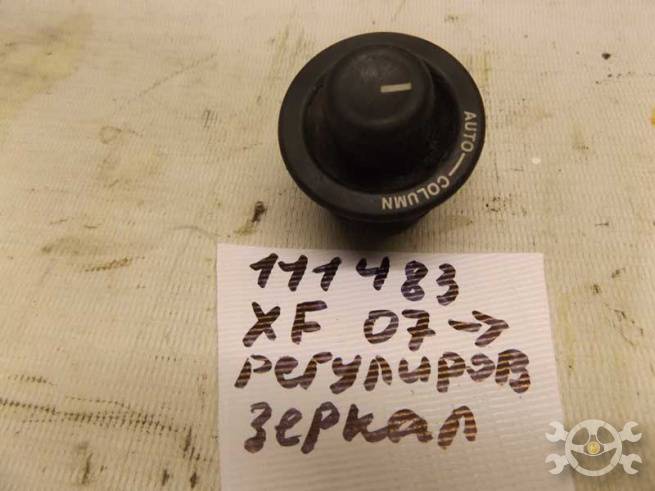 AUTO — COLUMN
111483
XF 07 →
регулиров
зеркал